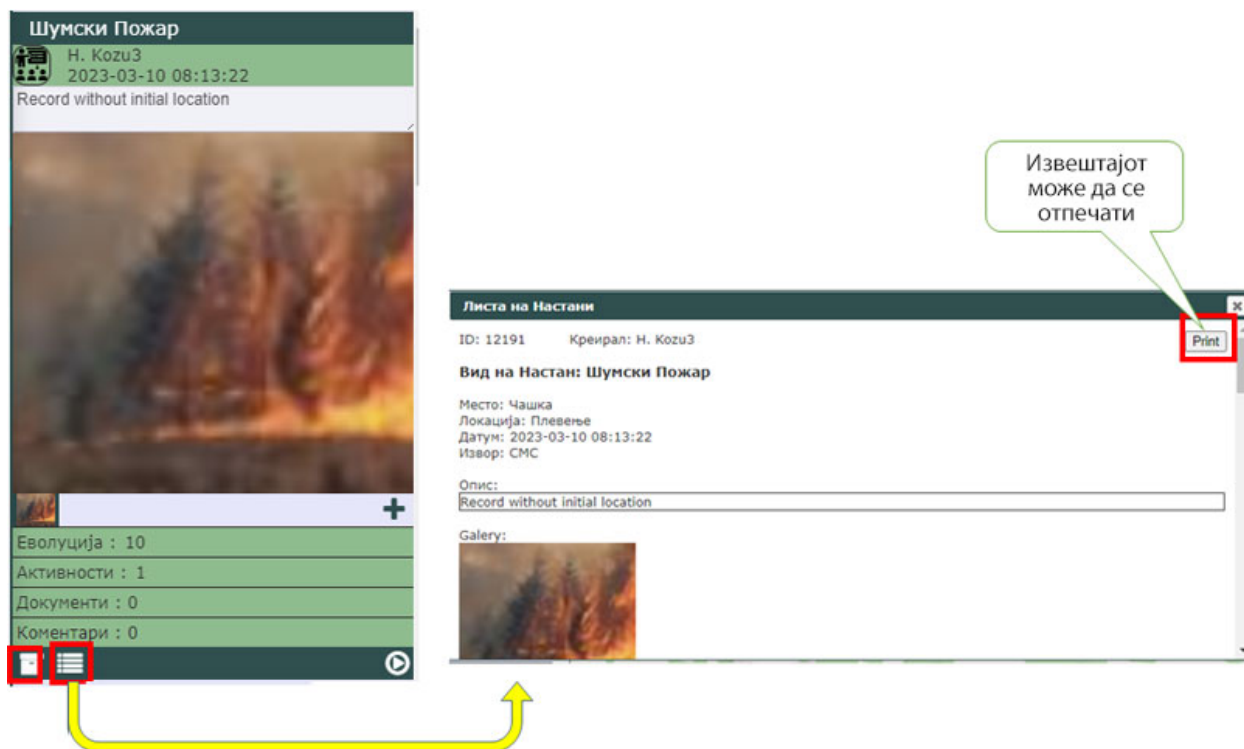 Шумски Пожар
H. Kozu3
2023-03-10 08:13:22
Record without initial location
Еволуција : 10
Активности : 1
Документи : 0
Коментари : 0
Извештајот
може да се
отпечати
Листа на Настани
ID: 12191 Креирал: H. Kozu3
Print
Вид на Настан: Шумски Пожар
Место: Чашка
Локација: Плевење
Датум: 2023-03-10 08:13:22
Извор: СМС
Опис:
Record without initial location
Galery: